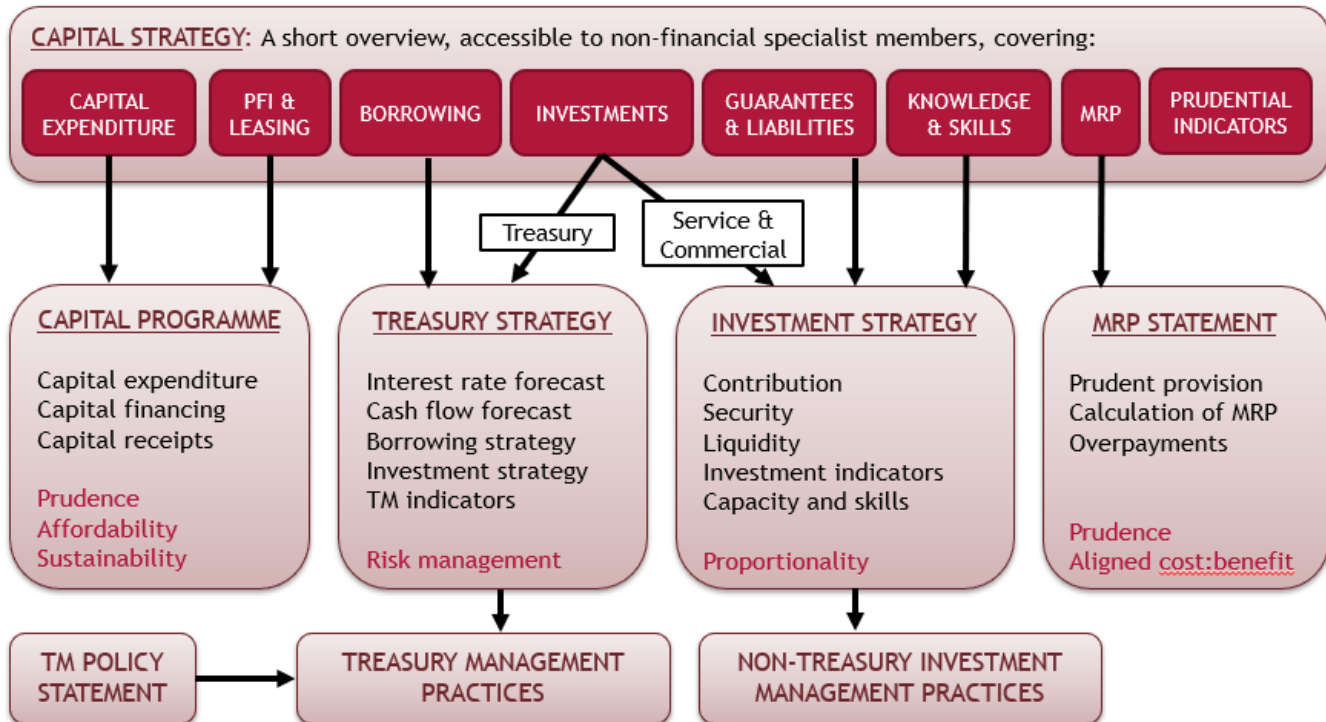 CAPITAL STRATEGY: A short overview, accessible to non-financial specialist members, covering:
CAPITAL
EXPENDITURE
PFI &
LEASING
BORROWING
INVESTMENTS
GUARANTEES
& LIABILITIES
KNOWLEDGE
& SKILLS
MRP
PRUDENTIAL
INDICATORS
Treasury
Service &
Commercial
CAPITAL PROGRAMME
Capital expenditure
Capital financing
Capital receipts
Prudence
Affordability
Sustainability
TREASURY STRATEGY
Interest rate forecast
Cash flow forecast
Borrowing strategy
Investment strategy
TM indicators
Risk management
INVESTMENT STRATEGY
Contribution
Security
Liquidity
Investment indicators
Capacity and skills
Proportionality
MRP STATEMENT
Prudent provision
Calculation of MRP
Overpayments
Prudence
Aligned cost:benefit
TM POLICY
STATEMENT
TREASURY MANAGEMENT
PRACTICES
NON-TREASURY INVESTMENT
MANAGEMENT PRACTICES